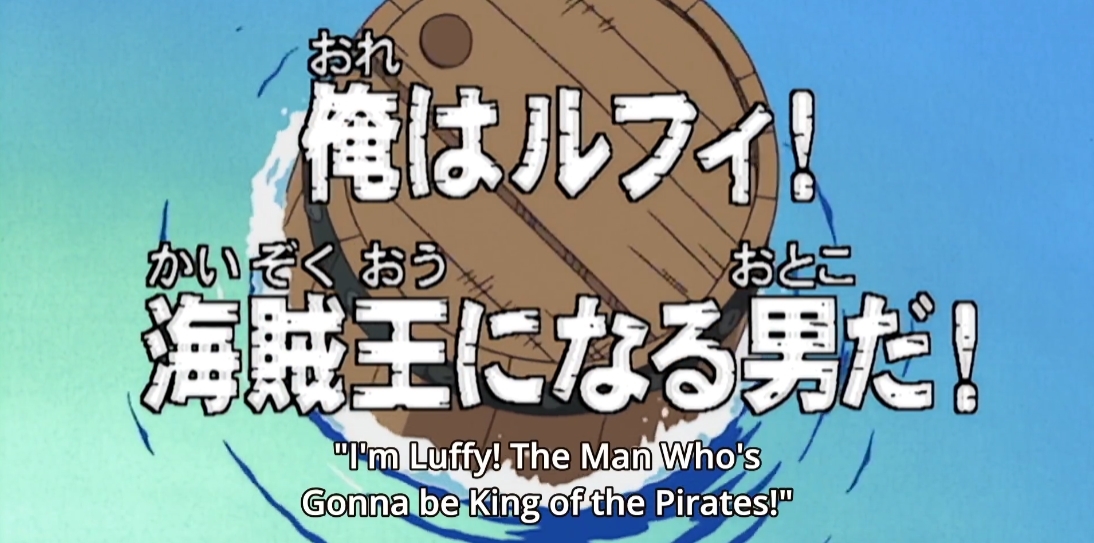 おれ
俺はルフィ!
かいぞくおう おとこ
海賊王になる男だ!
"I'm Luffy! The Man Who's
Gonna be King of the Pirates!"